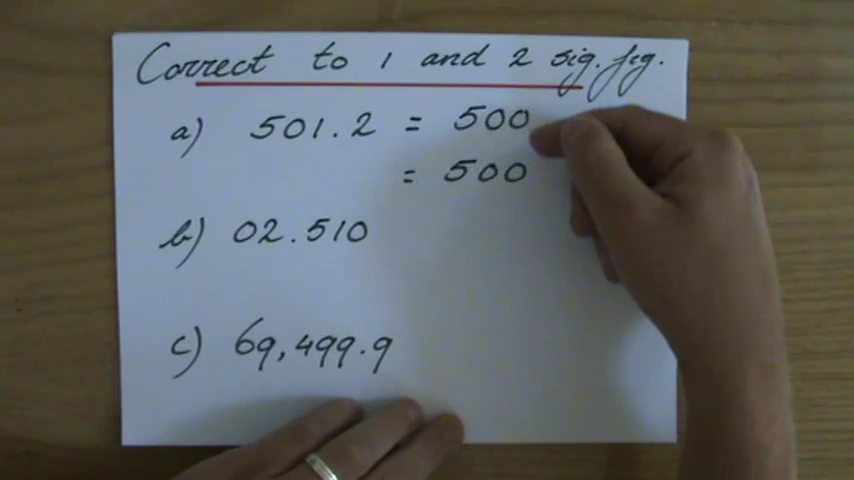 Correct to 1 and 2 sig. fig.
a) 501.2 = 500
= 500
b) 02.510
c) 69,499.9